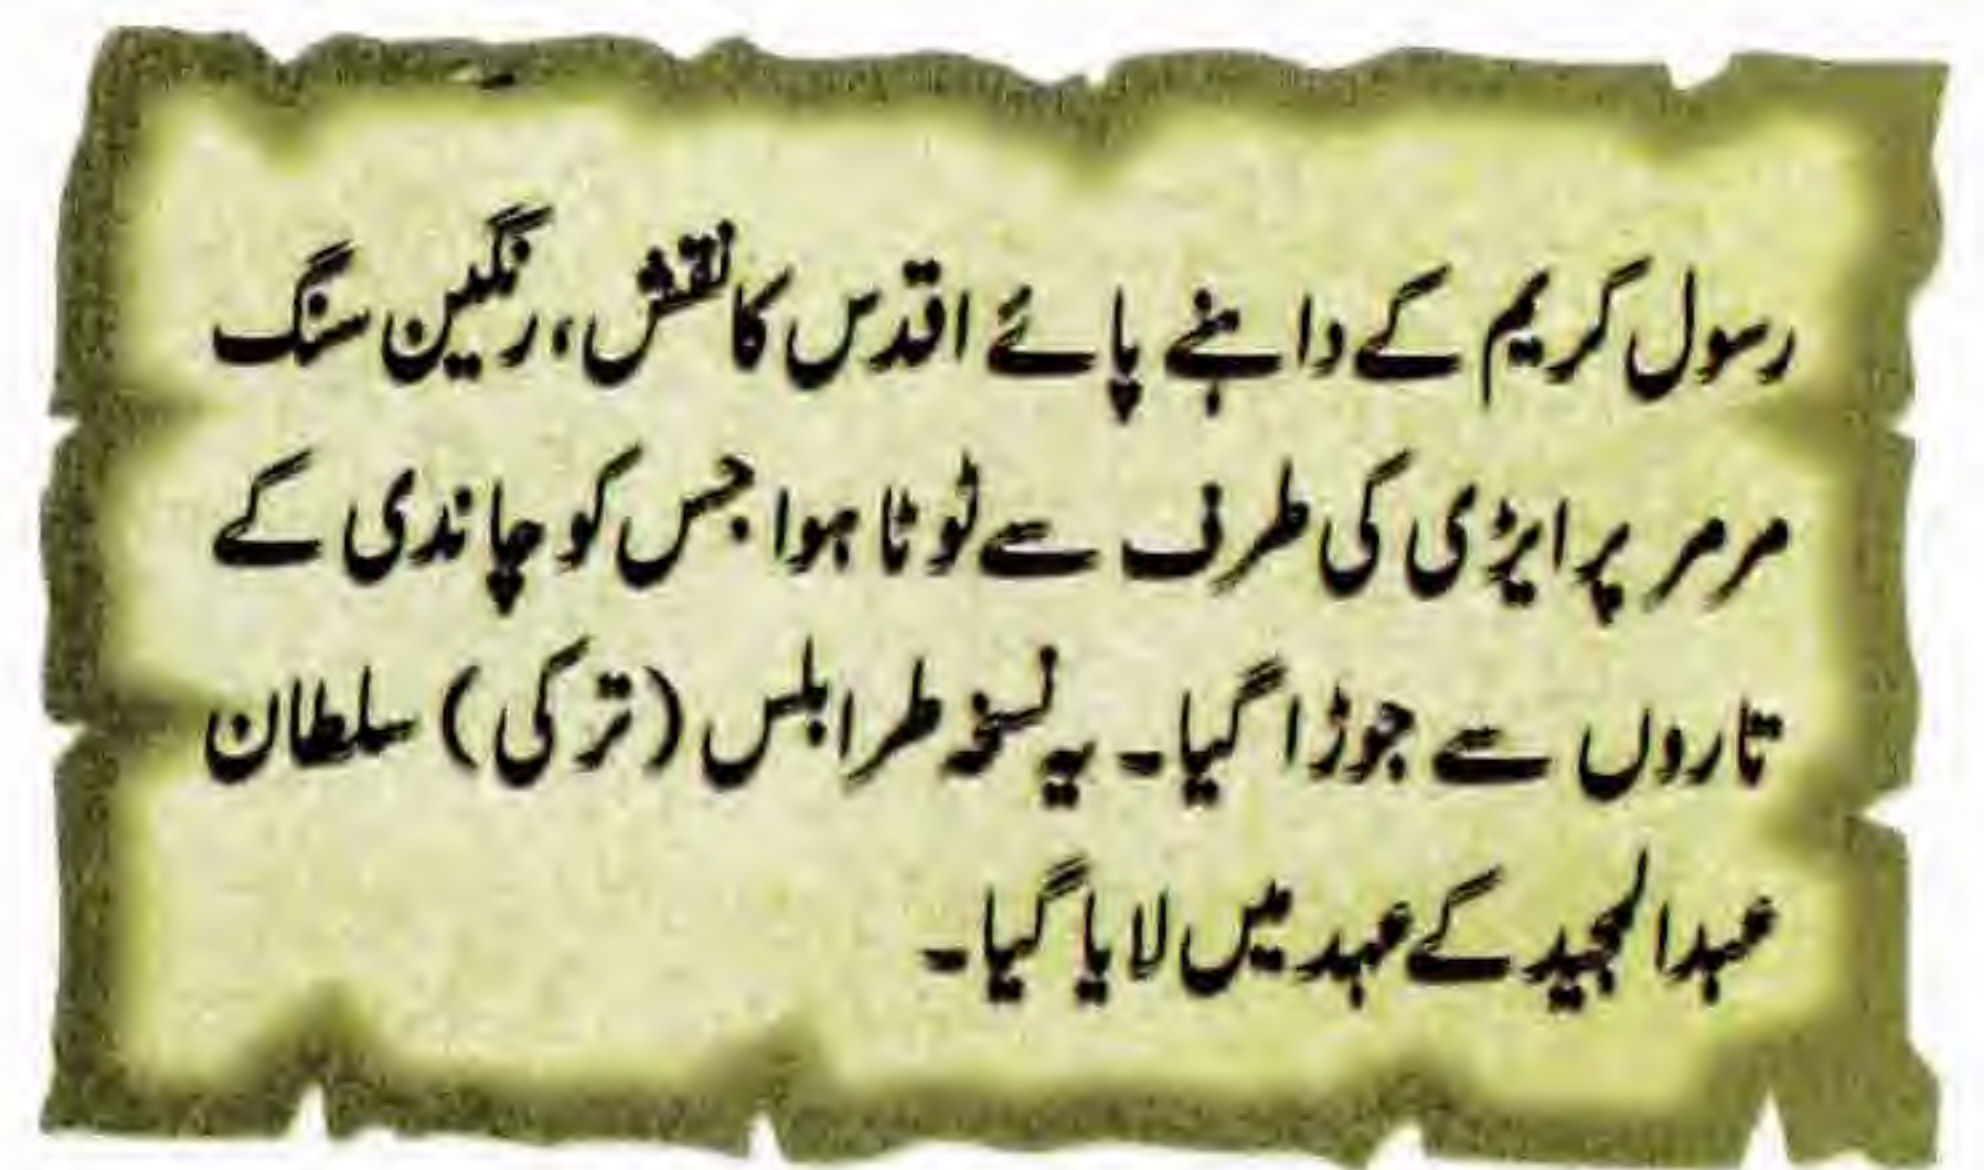 رسول کریم کے داہنے پائے اقدس کا نقش، رنگین سنگ
مرمر پر ایڑی کی طرف سے ٹوٹا ہوا جس کو چاندی کے
تاروں سے جوڑا گیا۔ یہ نسخہ طرابلس (ترکی) سلطان
عبدالمجید کے عہد میں لایا گیا۔